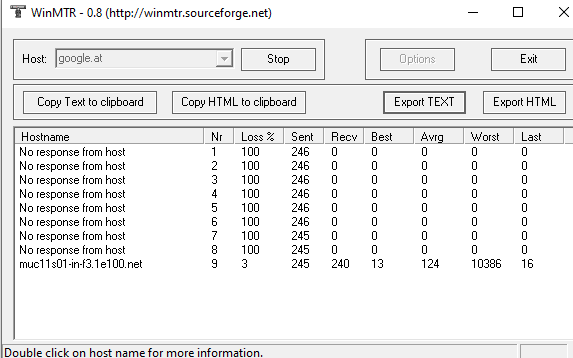 WinMTR - 0.8 (http://winmtr.sourceforge.net)
Host: google.at Stop Options Exit
Copy Text to clipboard Copy HTML to clipboard Export TEXT Export HTML
Hostname Nr Loss % Sent Recv Best Avrg Worst Last
No response from host 1 100 246 0 0 0 0 0
No response from host 2 100 246 0 0 0 0 0
No response from host 3 100 246 0 0 0 0 0
No response from host 4 100 246 0 0 0 0 0
No response from host 5 100 246 0 0 0 0 0
No response from host 6 100 246 0 0 0 0 0
No response from host 7 100 245 0 0 0 0 0
No response from host 8 100 245 0 0 0 0 0
muc11s01-in-f3.1e100.net 9 3 245 240 13 124 10386 16
Double click on host name for more information.